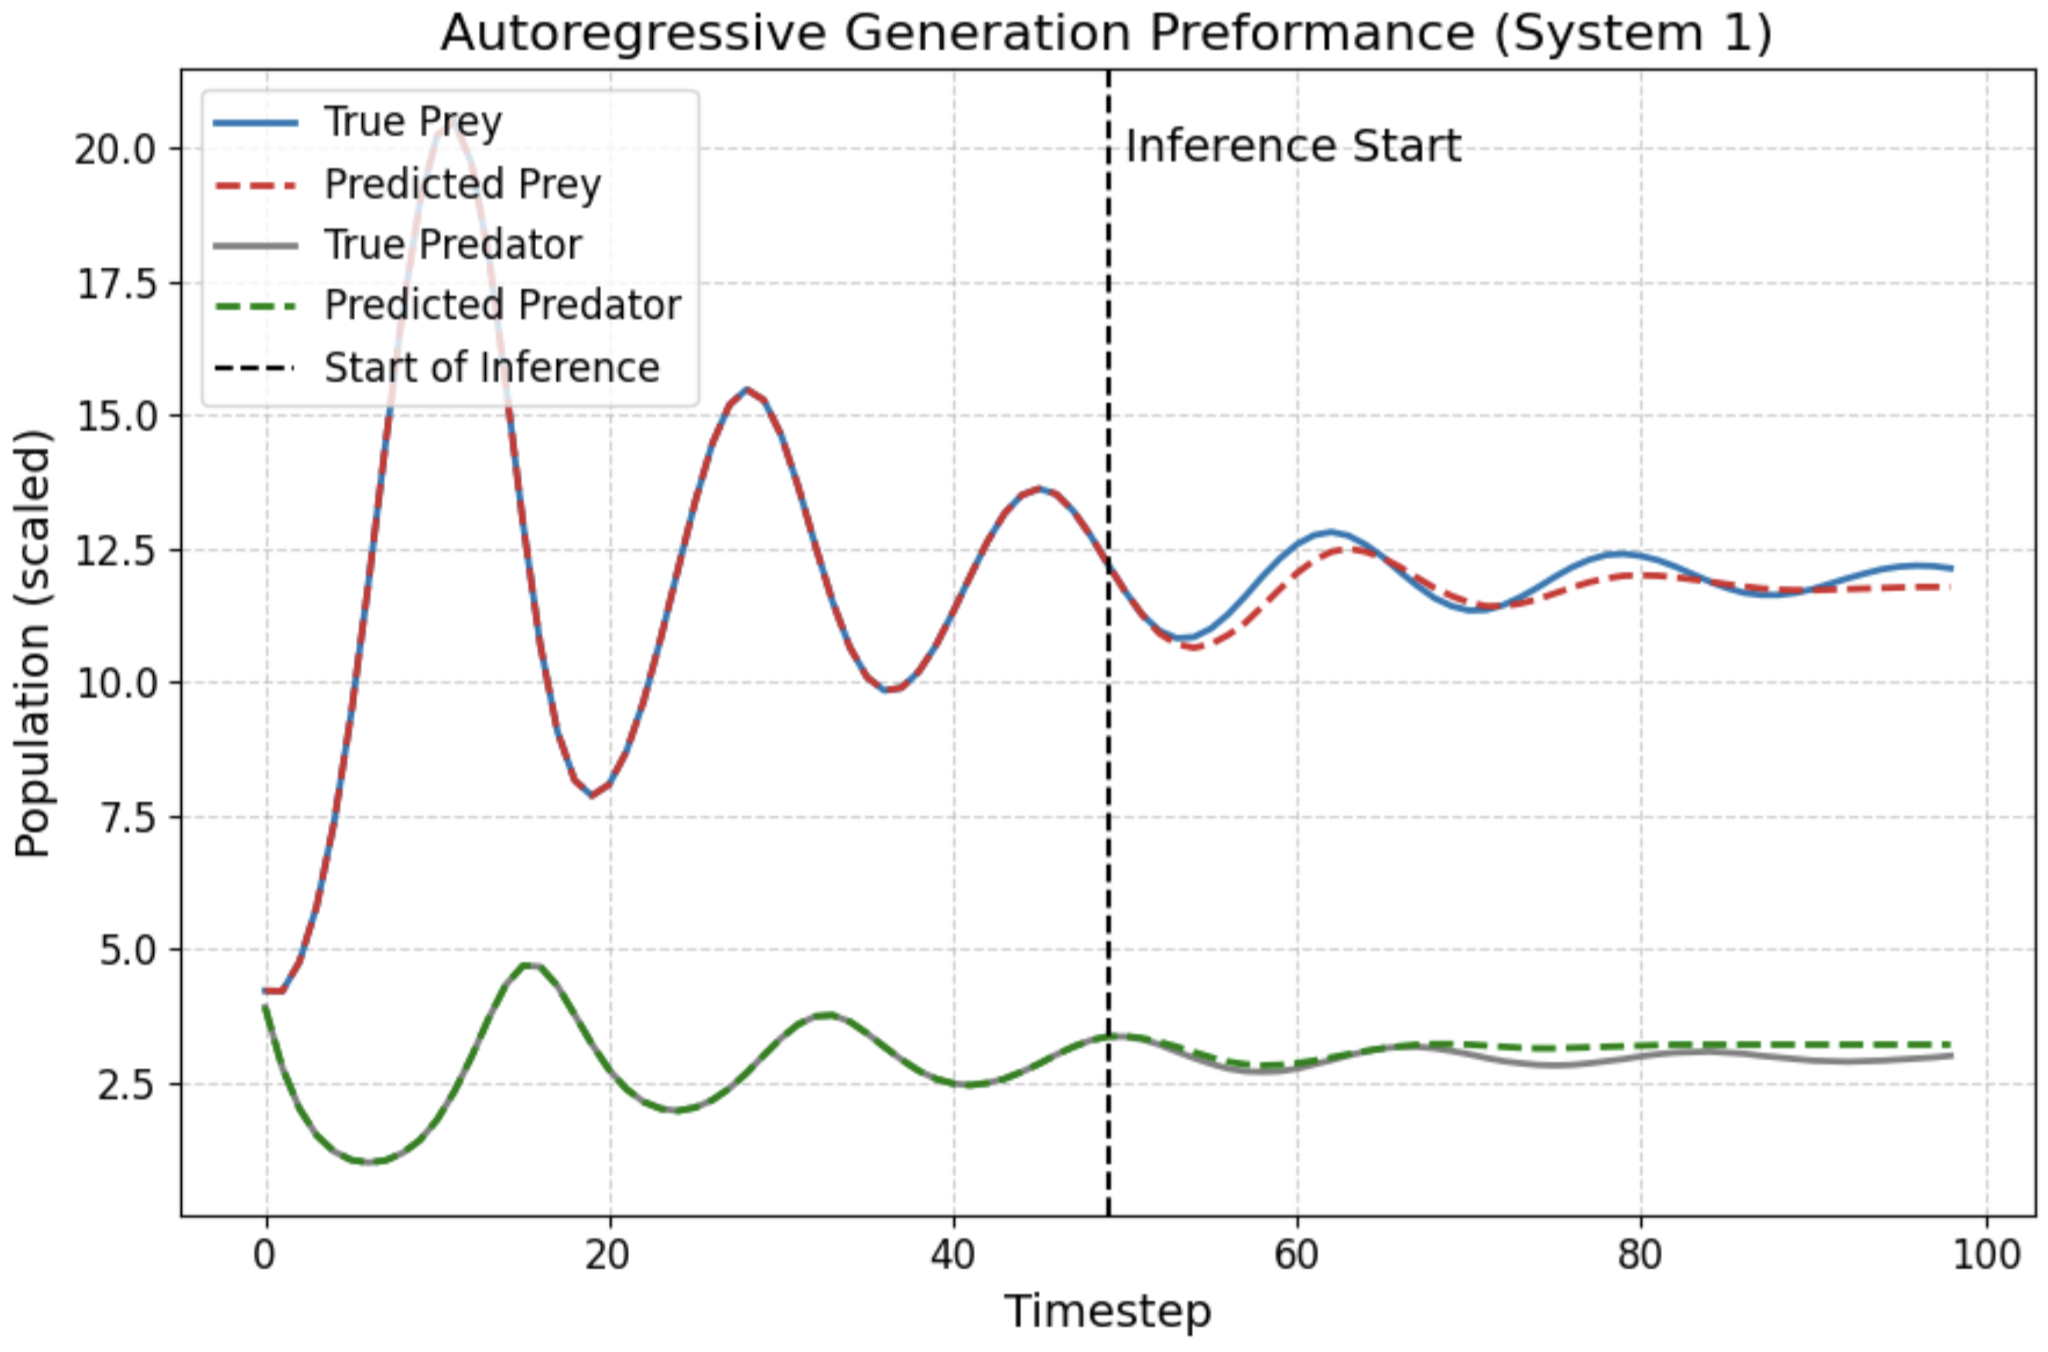 Autoregressive Generation Preformance (System 1)
True Prey
Predicted Prey
True Predator
Predicted Predator
Start of Inference
Inference Start
Population (scaled)
20.0
17.5
15.0
12.5
10.0
7.5
5.0
2.5
0 20 40 60 80 100
Timestep